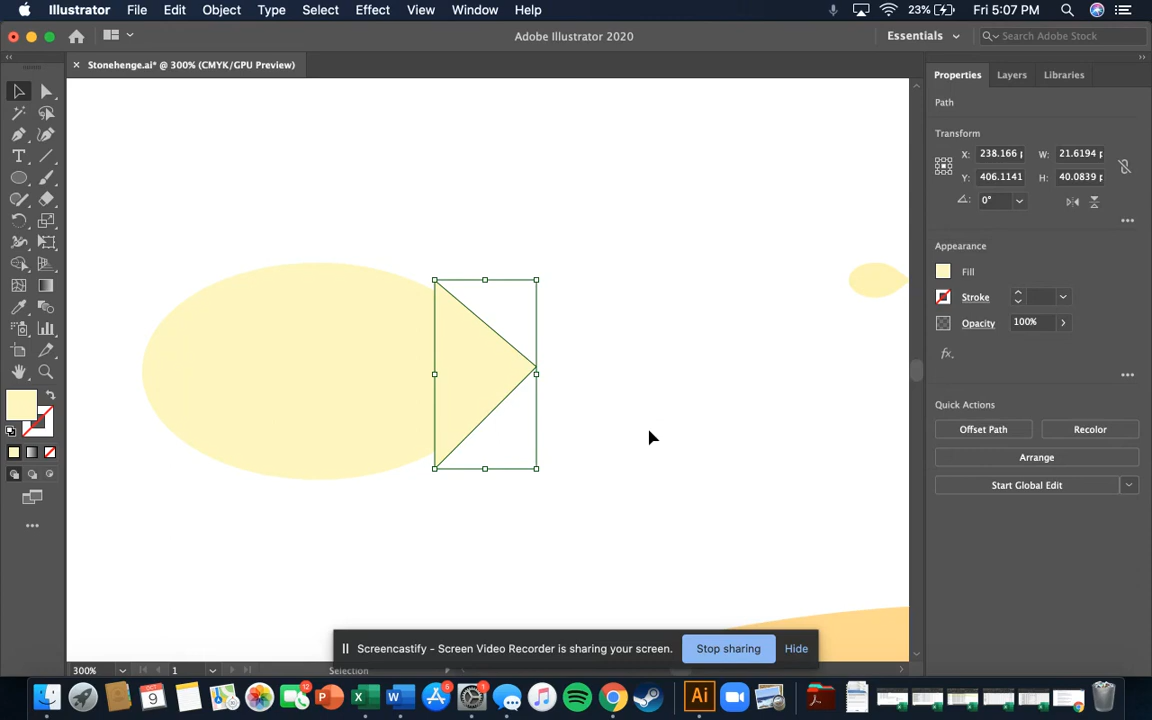 Illustrator File Edit Object Type Select Effect View Window Help
23% Fri 5:07 PM
Adobe Illustrator 2020
Essentials
Search Adobe Stock
Stonehenge.ai* @ 300% (CMYK/GPU Preview)
Properties Layers Libraries
Path
Transform
X: 238.166 W: 21.6194
Y: 406.1141 H: 40.0839
0°
Appearance
Fill
Stroke
Opacity 100%
Quick Actions
Offset Path Recolor
Arrange
Start Global Edit
Screencastify - Screen Video Recorder is sharing your screen. Stop sharing Hide
300% 1 Selection